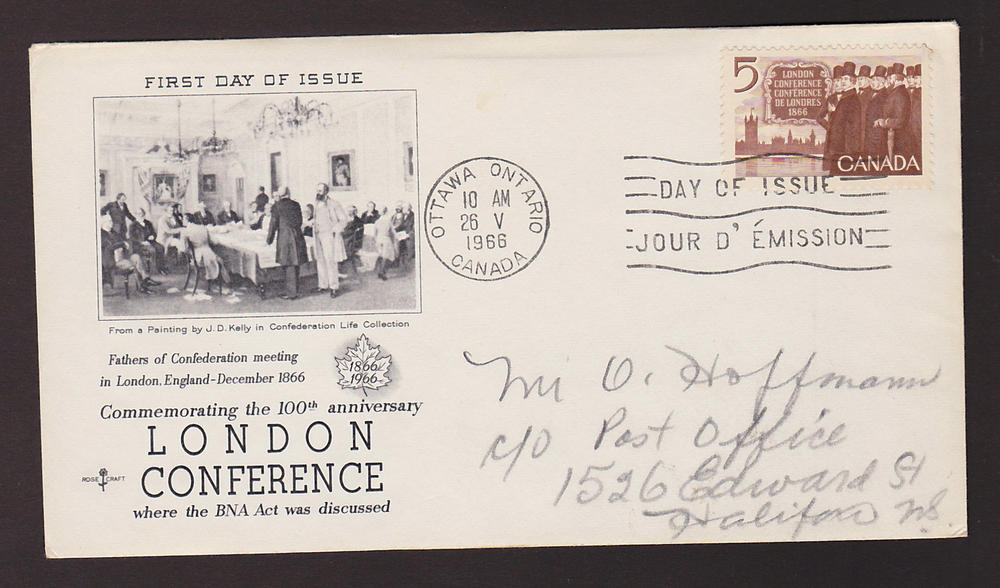 FIRST DAY OF ISSUE
From a Painting by J. D. Kelly in Confederation Life Collection
Fathers of Confederation meeting
in London, England-December 1866
1866
1966
Commemorating the 100th anniversary
LONDON
CONFERENCE
where the BNA Act was discussed
ROSE CRAFT
OTTAWA ONTARIO
10 AM
26 V
1966
CANADA
5
LONDON
CONFERENCE
CONFÉRENCE
DE LONDRES
1866
CANADA
DAY OF ISSUE
JOUR D' ÉMISSION
Mr O. Hoffmann
c/o Post Office
1526 Edward St
Halifax N.S.